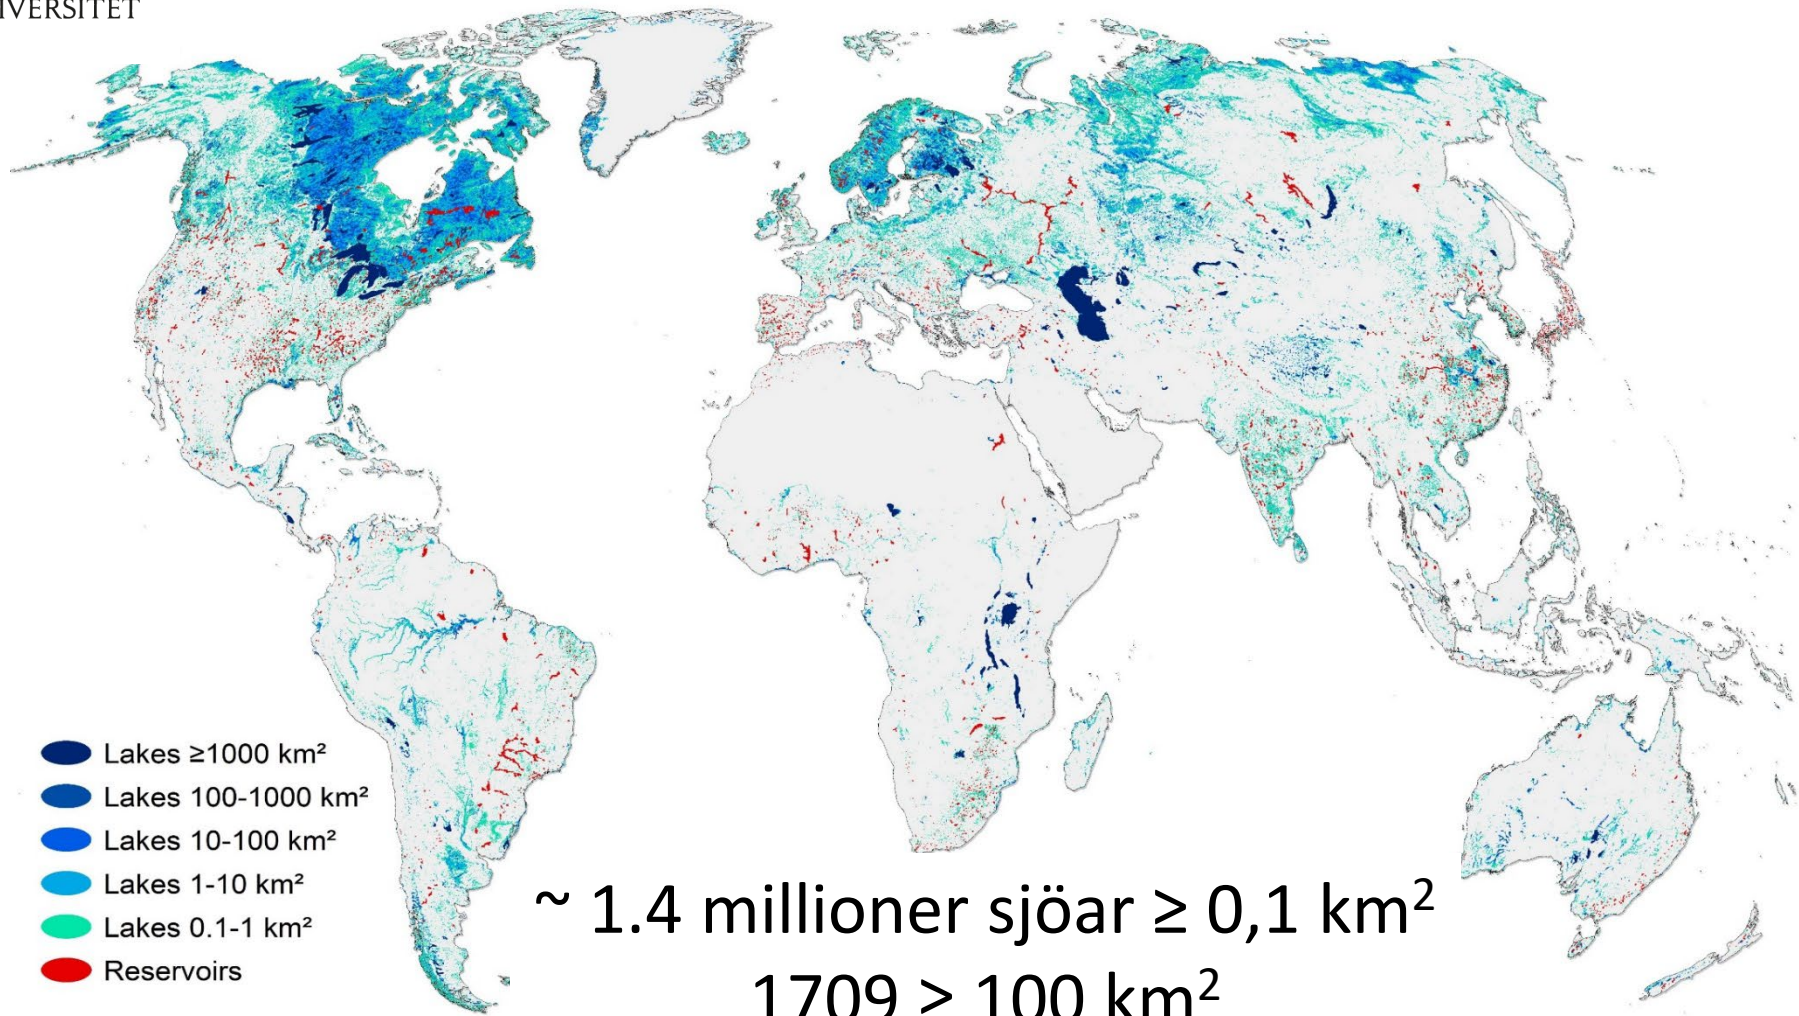 IVERSITET
Lakes ≥1000 km²
Lakes 100-1000 km²
Lakes 10-100 km²
Lakes 1-10 km²
Lakes 0.1-1 km²
Reservoirs
~ 1.4 millioner sjöar ≥ 0,1 km²
1709 > 100 km²